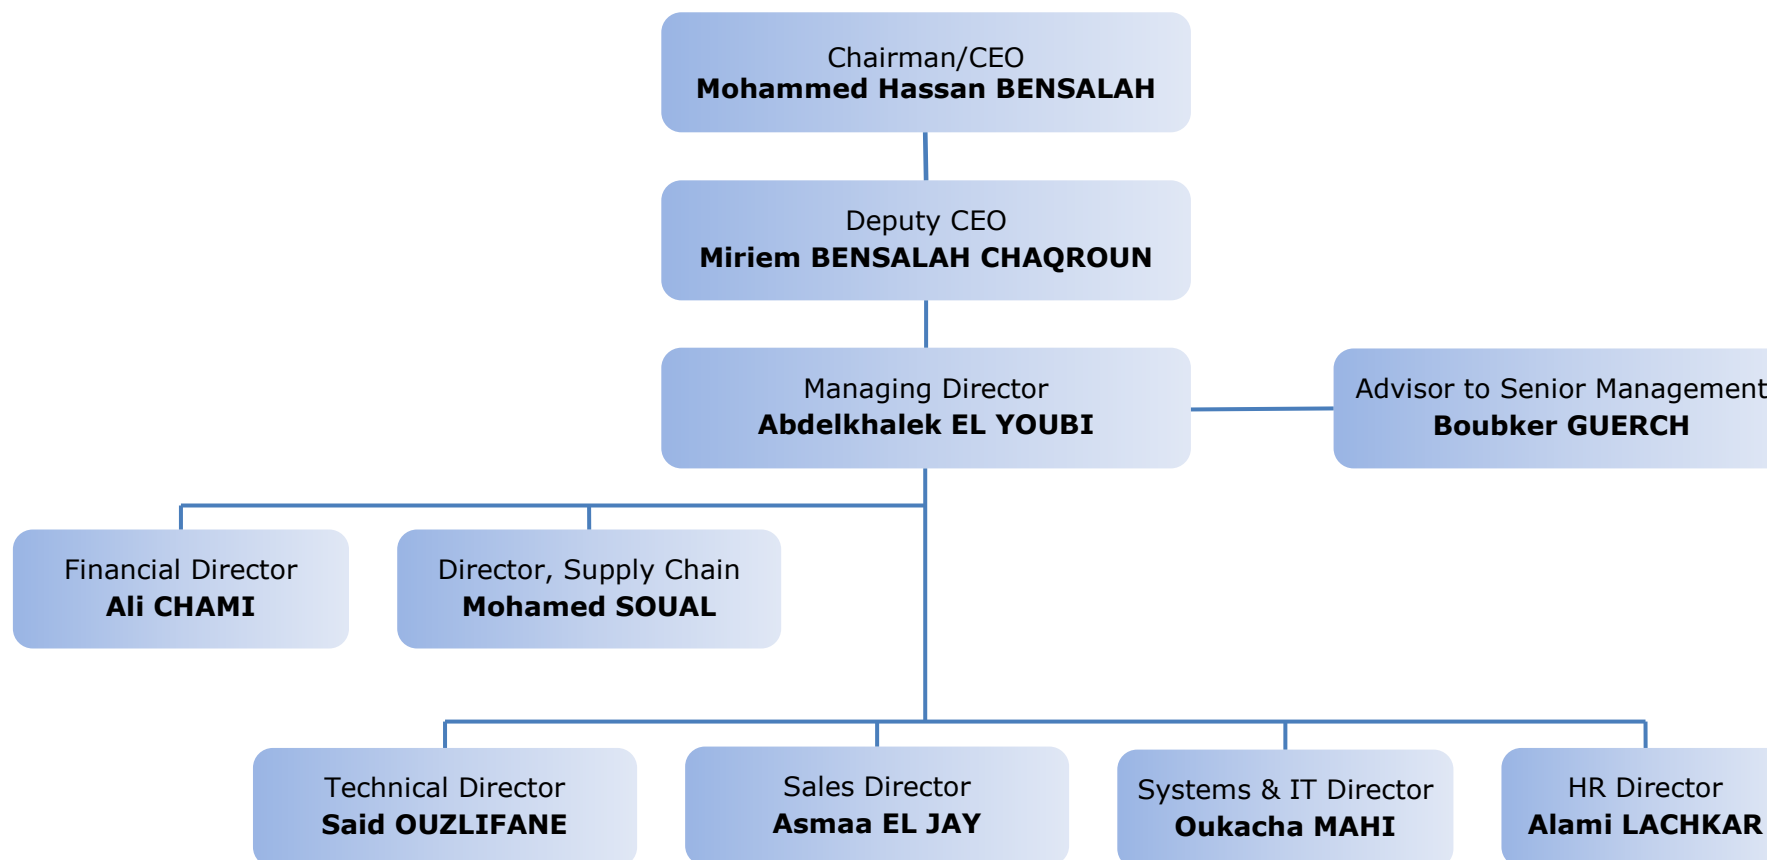 Chairman/CEO
Mohammed Hassan BENSALAH
Deputy CEO
Miriem BENSALAH CHAQROUN
Managing Director
Abdelkhalek EL YOUBI
Advisor to Senior Management
Boubker GUERCH
Financial Director
Ali CHAMI
Director, Supply Chain
Mohamed SOUAL
Technical Director
Said OUZLIFANE
Sales Director
Asmaa EL JAY
Systems & IT Director
Oukacha MAHI
HR Director
Alami LACHKAR